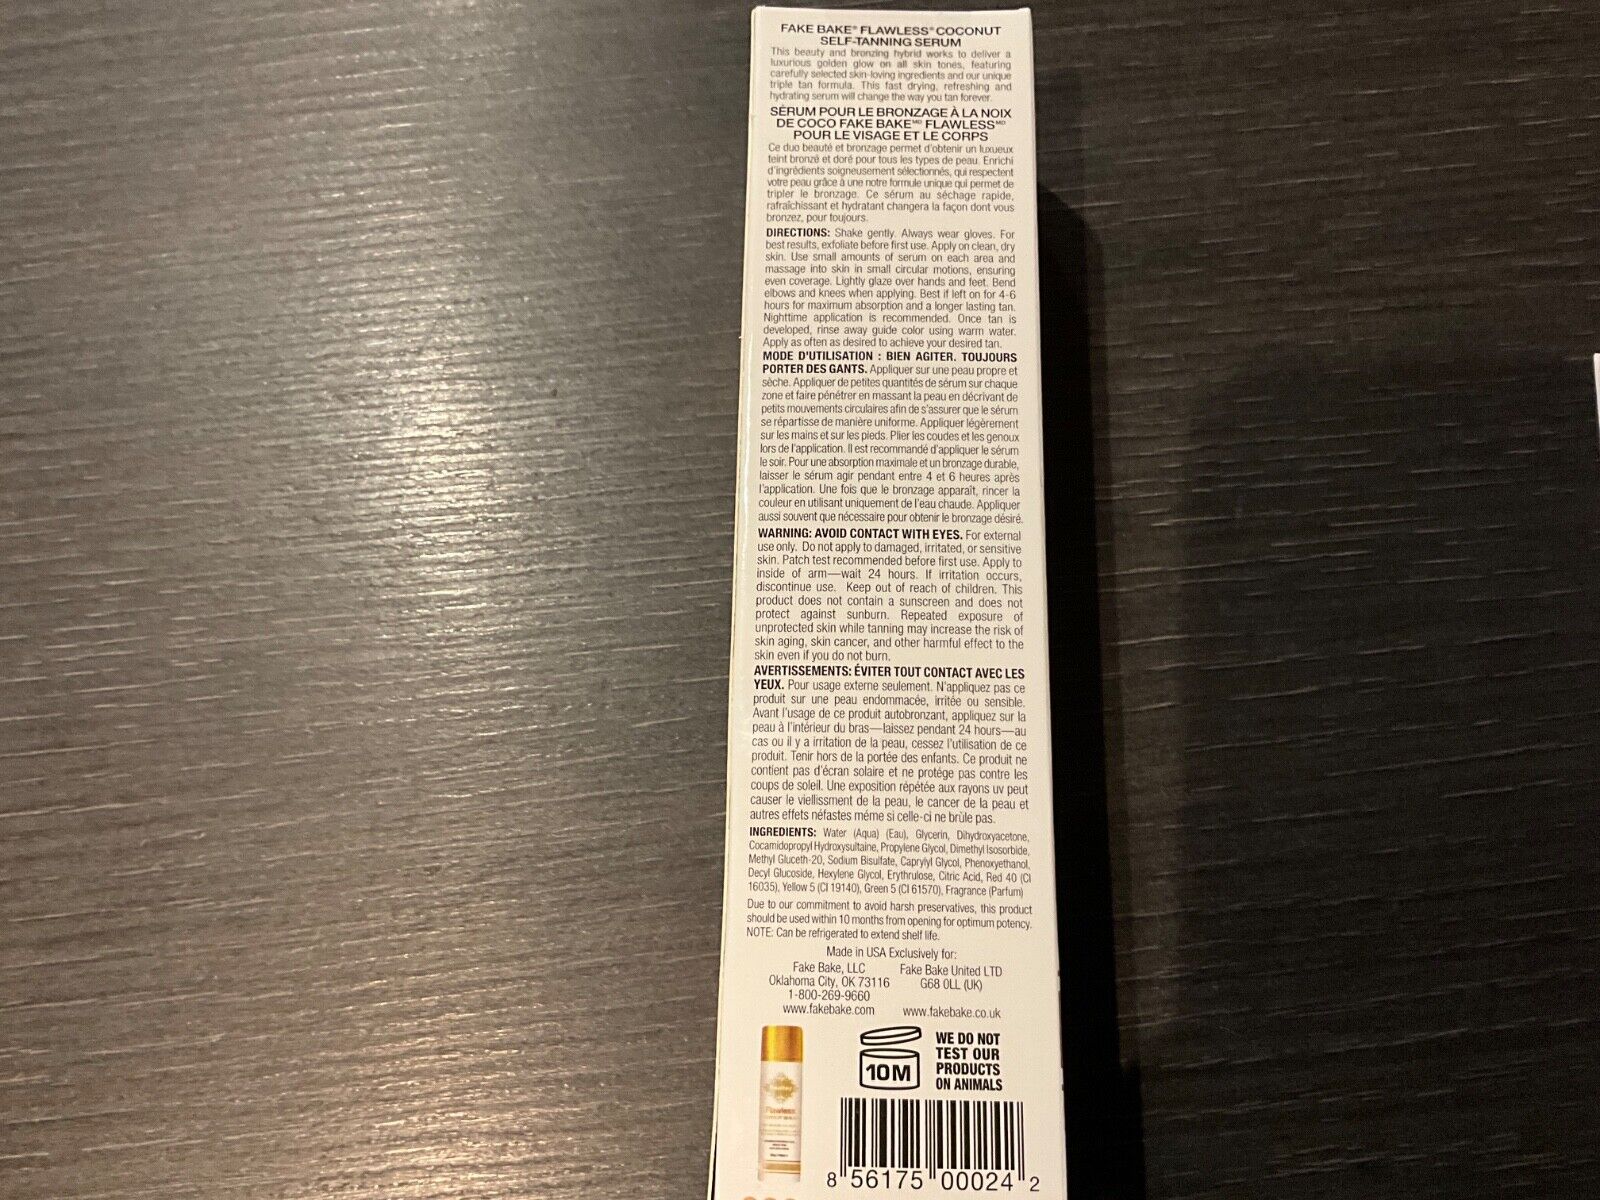 FAKE BAKE® FLAWLESS® COCONUT
SELF-TANNING SERUM
This beauty and bronzing hybrid works to deliver a
luxurious golden glow on all skin tones, featuring
carefully selected skin-loving ingredients and our unique
triple tan formula. This fast drying, refreshing and
hydrating serum will change the way you tan forever.
SÉRUM POUR LE BRONZAGE À LA NOIX
DE COCO FAKE BAKE MD FLAWLESS MD
POUR LE VISAGE ET LE CORPS
Ce duo beauté et bronzage permet d'obtenir un luxueux
teint bronzé et doré pour tous les types de peau. Enrichi
d'ingrédients soigneusement sélectionnés, qui respectent
votre peau grâce à une notre formule unique qui permet de
tripler le bronzage. Ce sérum au séchage rapide,
rafraîchissant et hydratant changera la façon dont vous
bronzez, pour toujours.
DIRECTIONS: Shake gently. Always wear gloves. For
best results, exfoliate before first use. Apply on clean, dry
skin. Use small amounts of serum on each area and
massage into skin in small circular motions, ensuring
even coverage. Lightly glaze over hands and feet. Bend
elbows and knees when applying. Best if left on for 4-6
hours for maximum absorption and a longer lasting tan.
Nighttime application is recommended. Once tan is
developed, rinse away guide color using warm water.
Apply as often as desired to achieve your desired tan.
MODE D'UTILISATION : BIEN AGITER. TOUJOURS
PORTER DES GANTS. Appliquer sur une peau propre et
sèche. Appliquer de petites quantités de sérum sur chaque
zone et faire pénétrer en massant la peau en décrivant de
petits mouvements circulaires afin de s'assurer que le sérum
se répartisse de manière uniforme. Appliquer légèrement
sur les mains et sur les pieds. Plier les coudes et les genoux
lors de l'application. Il est recommandé d'appliquer le sérum
le soir. Pour une absorption maximale et un bronzage durable,
laisser le sérum agir pendant entre 4 et 6 heures après
l'application. Une fois que le bronzage apparaît, rincer la
couleur en utilisant uniquement de l'eau chaude. Appliquer
aussi souvent que nécessaire pour obtenir le bronzage désiré.
WARNING: AVOID CONTACT WITH EYES. For external
use only. Do not apply to damaged, irritated, or sensitive
skin. Patch test recommended before first use. Apply to
inside of arm—wait 24 hours. If irritation occurs,
discontinue use. Keep out of reach of children. This
product does not contain a sunscreen and does not
protect against sunburn. Repeated exposure of
unprotected skin while tanning may increase the risk of
skin aging, skin cancer, and other harmful effect to the
skin even if you do not burn.
AVERTISSEMENTS: ÉVITER TOUT CONTACT AVEC LES
YEUX. Pour usage externe seulement. N'appliquez pas ce
produit sur une peau endommacée, irritée ou sensible.
Avant l'usage de ce produit autobronzant, appliquez sur la
peau à l'intérieur du bras—laissez pendant 24 hours—au
cas ou il y a irritation de la peau, cessez l'utilisation de ce
produit. Tenir hors de la portée des enfants. Ce produit ne
contient pas d'écran solaire et ne protége pas contre les
coups de soleil. Une exposition répétée aux rayons uv peut
causer le viellissment de la peau, le cancer de la peau et
autres effets néfastes méme si celle-ci ne brûle pas.
INGREDIENTS: Water (Aqua) (Eau), Glycerin, Dihydroxyacetone,
Cocamidopropyl Hydroxysultaine, Propylene Glycol, Dimethyl Isosorbide,
Methyl Gluceth-20, Sodium Bisulfate, Caprylyl Glycol, Phenoxyethanol,
Decyl Glucoside, Hexylene Glycol, Erythrulose, Citric Acid, Red 40 (CI
16035), Yellow 5 (CI 19140), Green 5 (CI 61570), Fragrance (Parfum)
Due to our commitment to avoid harsh preservatives, this product
should be used within 10 months from opening for optimum potency.
NOTE: Can be refrigerated to extend shelf life.
Made in USA Exclusively for:
Fake Bake, LLC
Oklahoma City, OK 73116
1-800-269-9660
www.fakebake.com
Fake Bake United LTD
G68 0LL (UK)
www.fakebake.co.uk
Flawless
10M
WE DO NOT
TEST OUR
PRODUCTS
ON ANIMALS
8 56175 00024 2